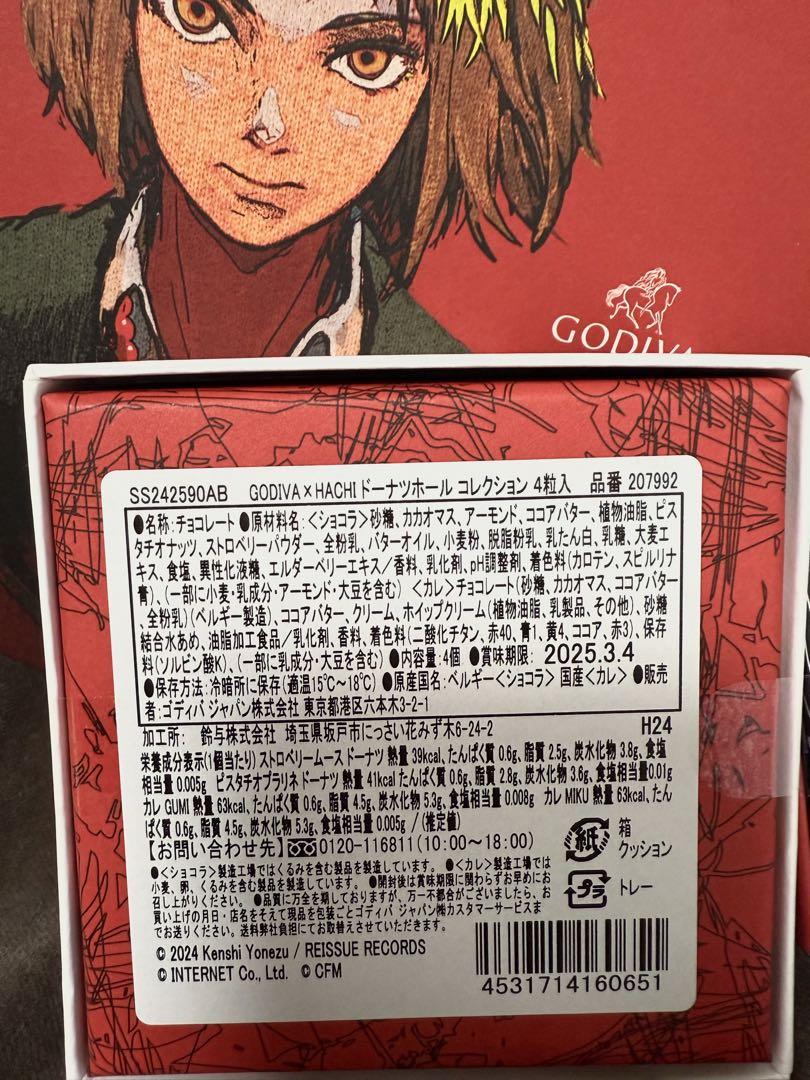 GODIVA
SS242590AB GODIVA×HACHI ドーナツホール コレクション 4粒入 品番 207992
●名称:チョコレート ●原材料名:<ショコラ>砂糖、カカオマス、アーモンド、ココアバター、植物油脂、ピス
タチオナッツ、ストロベリーパウダー、全粉乳、バターオイル、小麦粉、脱脂粉乳、乳たん白、乳糖、大麦エ
キス、食塩、異性化液糖、エルダーベリーエキス/香料、乳化剤、pH調整剤、着色料(カロテン、スピルリナ
青)、(一部に小麦・乳成分・アーモンド・大豆を含む) <カレ>チョコレート(砂糖、カカオマス、ココアバター
、全粉乳)(ベルギー製造)、ココアバター、クリーム、ホイップクリーム(植物油脂、乳製品、その他)、砂糖
結合水あめ、油脂加工食品/乳化剤、香料、着色料(二酸化チタン、赤40、青1、黄4、ココア、赤3)、保存
料(ソルビン酸K)、(一部に乳成分・大豆を含む) ●内容量:4個 ●賞味期限: 2025.3.4
●保存方法:冷暗所に保存(適温15℃~18℃) ●原産国名:ベルギー<ショコラ> 国産<カレ> ●販売
者:ゴディバ ジャパン株式会社 東京都港区六本木3-2-1
加工所: 鈴与株式会社 埼玉県坂戸市にっさい花みず木6-24-2 H24
栄養成分表示(1個当たり) ストロベリームース ドーナツ 熱量 39kcal、たんぱく質 0.6g、脂質 2.5g、炭水化物 3.8g、食塩
相当量 0.005g ピスタチオプラリネ ドーナツ 熱量 41kcal たんぱく質 0.6g、脂質 2.8g、炭水化物 3.6g、食塩相当量0.01g
カレ GUMI 熱量 63kcal、たんぱく質 0.6g、脂質 4.5g、炭水化物 5.3g、食塩相当量 0.008g カレ MIKU 熱量 63kcal、たん
ぱく質 0.6g、脂質 4.5g、炭水化物 5.3g、食塩相当量 0.005g / (推定値)
【お問い合わせ先】0120-116811(10:00~18:00)
紙 箱
クッション
プラ トレー
●<ショコラ>製造工場ではくるみを含む製品を製造しています。 ●<カレ>製造工場では
小麦、卵、くるみを含む製品を製造しています。 ●開封後は賞味期限に関わらずお早めにお
召し上がりください。 ●品質に万全を期しておりますが、万一不都合がございましたら、お
買い上げの月日・店名をそえて現品を包装ごとゴディバ ジャパン㈱カスタマーサービスま
でお送りください。送料弊社負担にてお取替えさせていただきます。
© 2024 Kenshi Yonezu / REISSUE RECORDS
© INTERNET Co., Ltd. © CFM
4531714160651